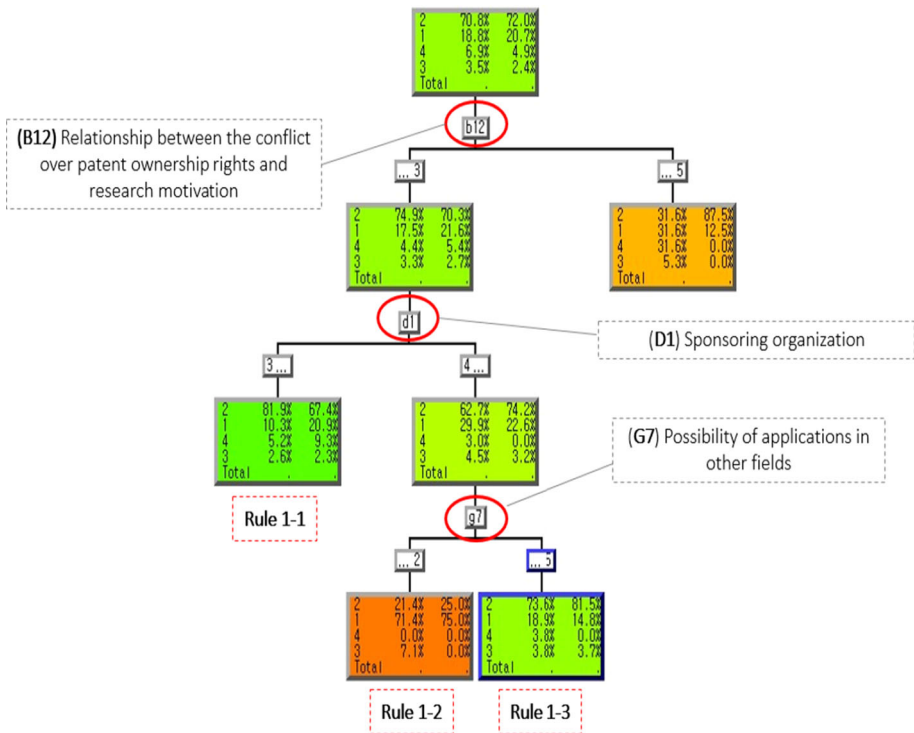 2 70.8% 72.0%
1 18.8% 20.7%
4 6.9% 4.9%
3 3.5% 2.4%
Total . .
b12
(B12) Relationship between the conflict
over patent ownership rights and
research motivation
... 3
... 5
2 74.9% 70.3%
1 17.5% 21.6%
4 4.4% 5.4%
3 3.3% 2.7%
Total . .
2 31.6% 87.5%
1 31.6% 12.5%
4 31.6% 0.0%
3 5.3% 0.0%
Total . .
d1
(D1) Sponsoring organization
3 ...
4 ...
2 81.9% 67.4%
1 10.3% 20.9%
4 5.2% 9.3%
3 2.6% 2.3%
Total . .
2 62.7% 74.2%
1 29.9% 22.6%
4 3.0% 0.0%
3 4.5% 3.2%
Total . .
(G7) Possibility of applications in
other fields
Rule 1-1
g7
... 2
... 5
2 21.4% 25.0%
1 71.4% 75.0%
4 0.0% 0.0%
3 7.1% 0.0%
Total . .
2 73.6% 81.5%
1 18.9% 14.8%
4 3.8% 0.0%
3 3.8% 3.7%
Total . .
Rule 1-2
Rule 1-3